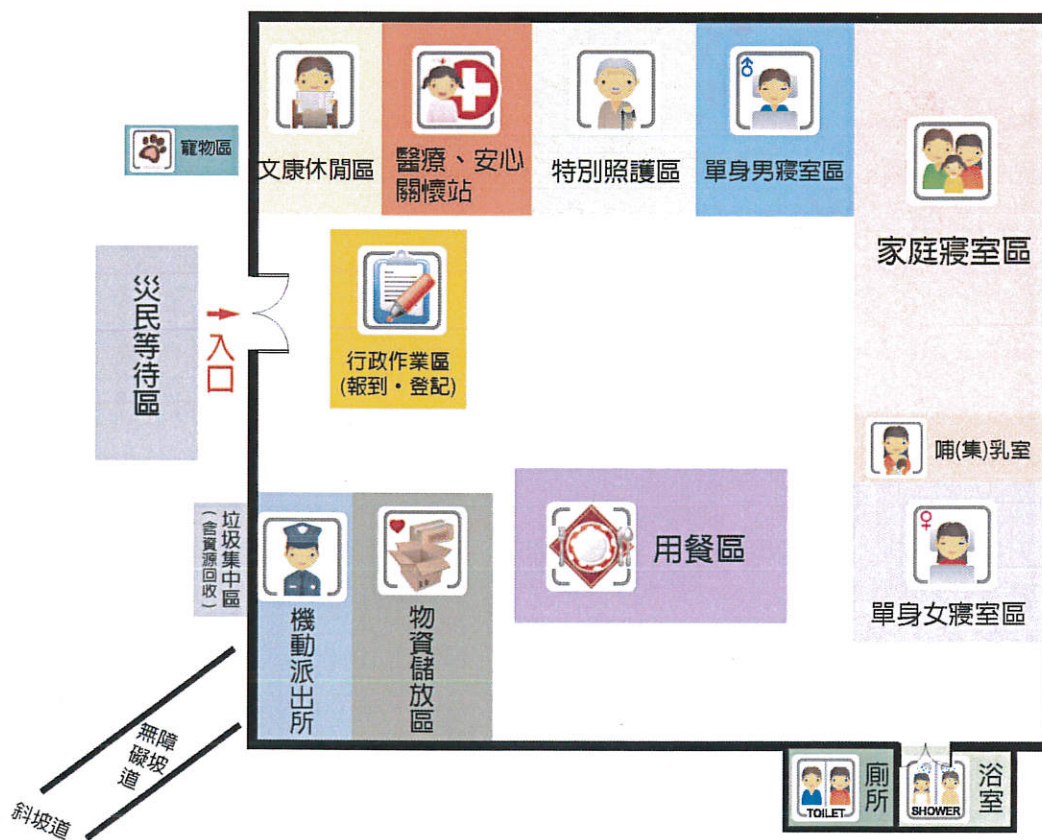 寵物區
文康休閒區
醫療、安心
關懷站
特別照護區
單身男寢室區
家庭寢室區
災民等待區
入口
行政作業區
(報到・登記)
哺(集)乳室
單身女寢室區
用餐區
垃圾集中區
(含資源回收)
機動派出所
物資儲放區
無障
礙坡
道
斜坡道
TOILET
廁所
SHOWER
浴室